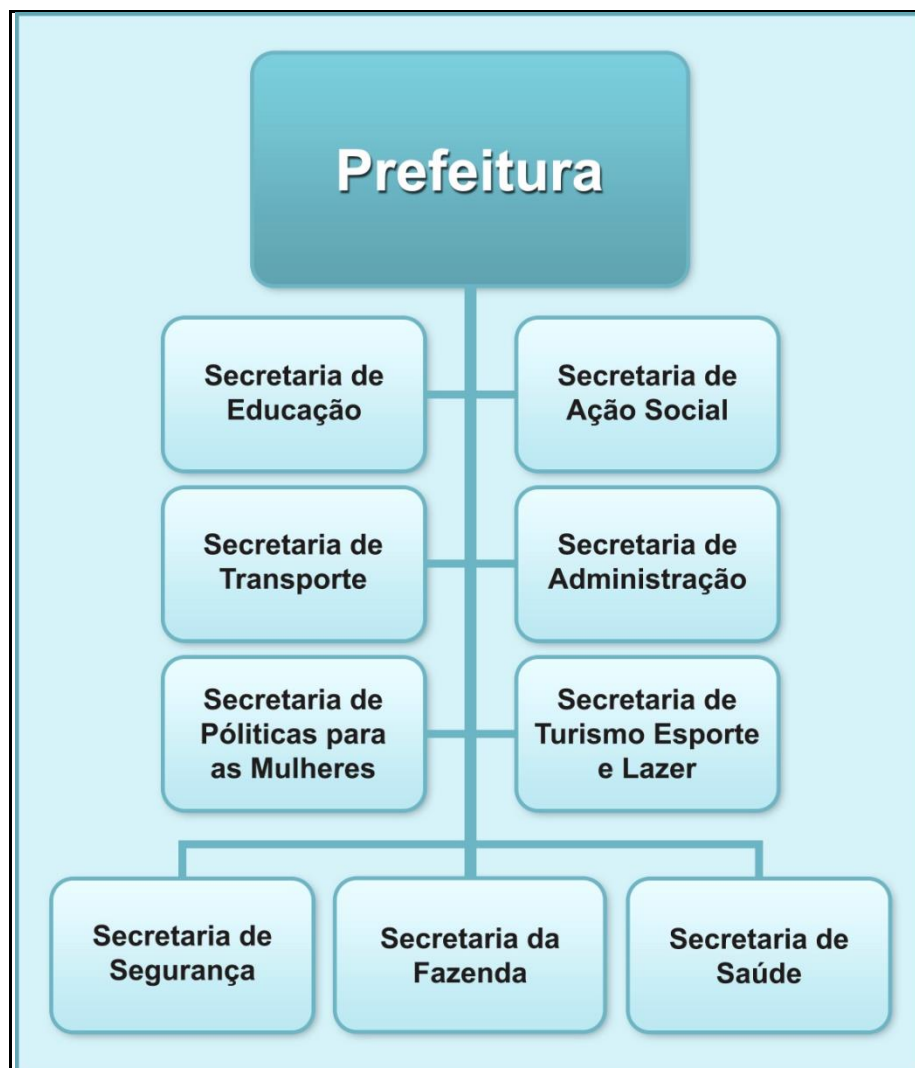 Prefeitura
Secretaria de
Educação
Secretaria de
Ação Social
Secretaria de
Transporte
Secretaria de
Administração
Secretaria de
Póliticas para
as Mulheres
Secretaria de
Turismo Esporte
e Lazer
Secretaria de
Segurança
Secretaria da
Fazenda
Secretaria de
Saúde